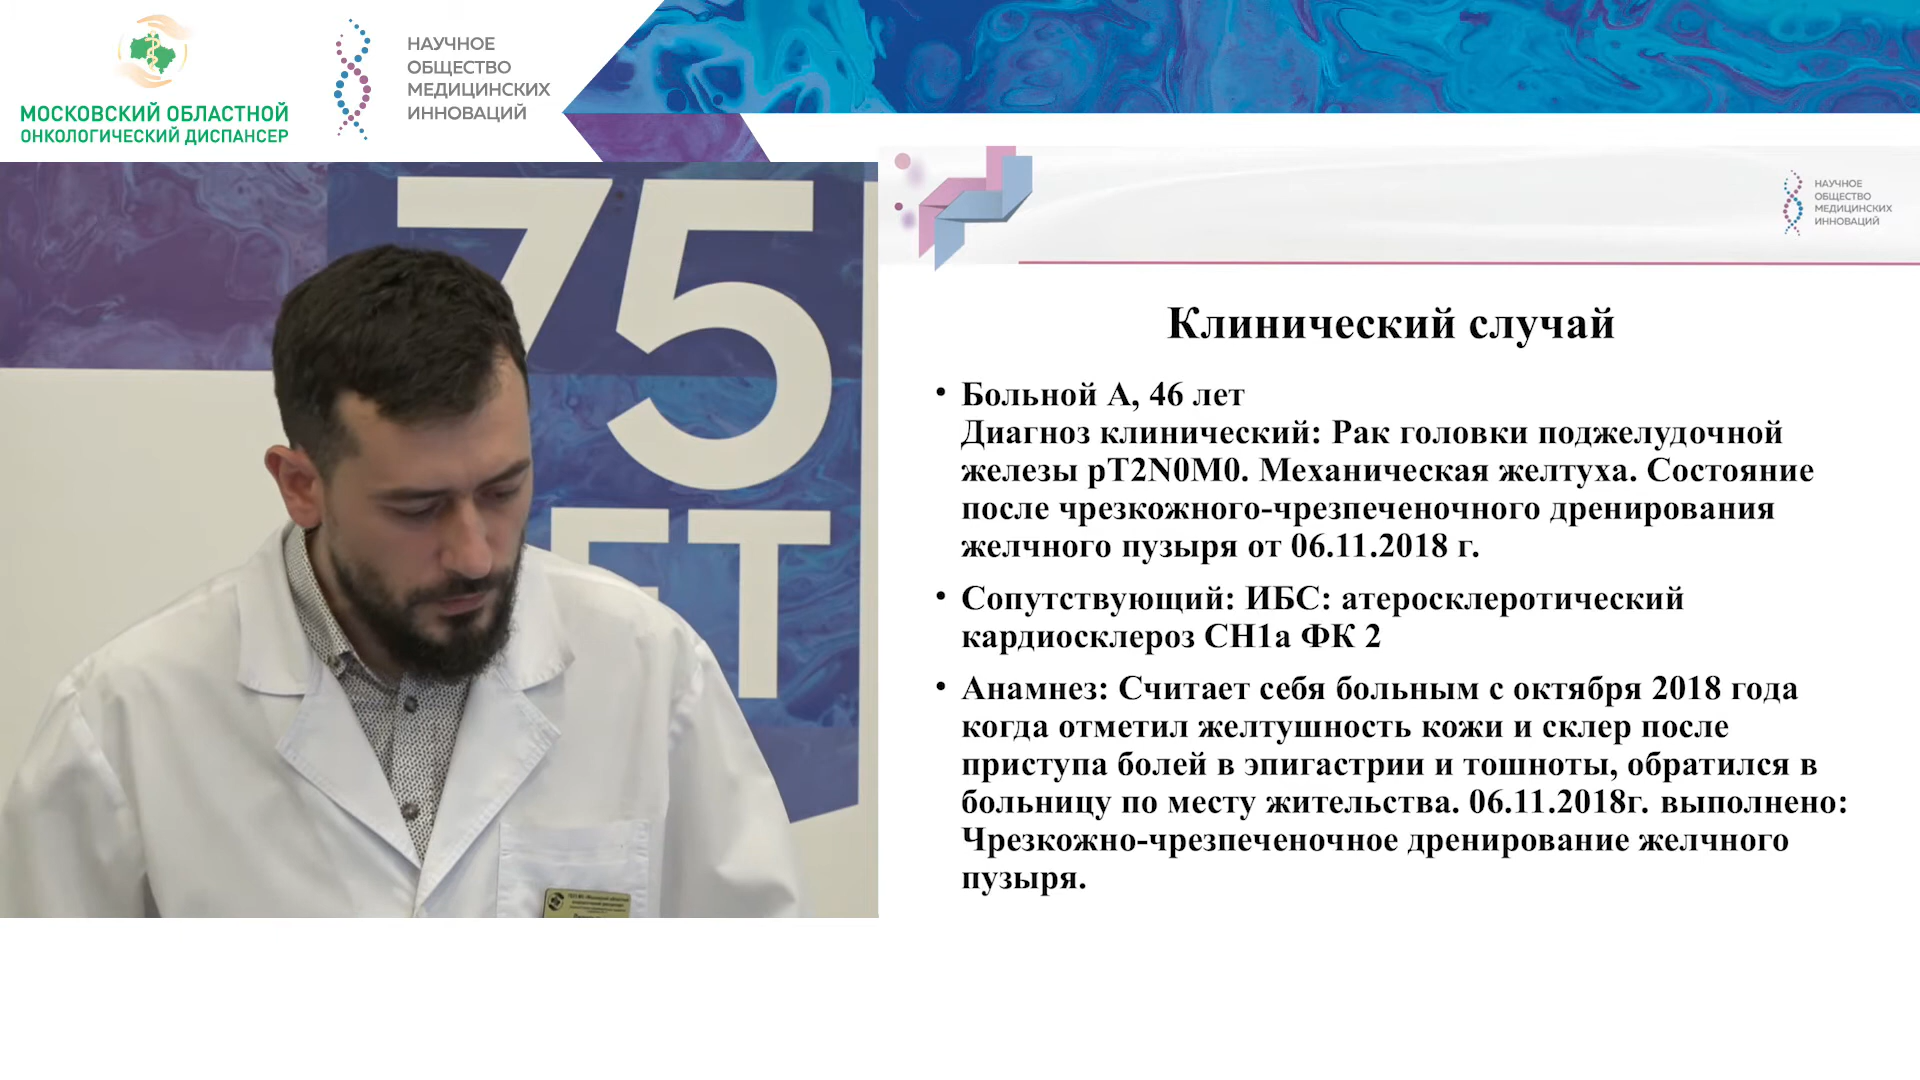 МОСКОВСКИЙ ОБЛАСТНОЙ
ОНКОЛОГИЧЕСКИЙ ДИСПАНСЕР
НАУЧНОЕ
ОБЩЕСТВО
МЕДИЦИНСКИХ
ИННОВАЦИЙ
75
ЕТ
НАУЧНОЕ
ОБЩЕСТВО
МЕДИЦИНСКИХ
ИННОВАЦИЙ
Клинический случай
• Больной А, 46 лет
Диагноз клинический: Рак головки поджелудочной
железы pT2N0M0. Механическая желтуха. Состояние
после чрезкожного-чрезпеченочного дренирования
желчного пузыря от 06.11.2018 г.
• Сопутствующий: ИБС: атеросклеротический
кардиосклероз СН1а ФК 2
• Анамнез: Считает себя больным с октября 2018 года
когда отметил желтушность кожи и склер после
приступа болей в эпигастрии и тошноты, обратился в
больницу по месту жительства. 06.11.2018г. выполнено:
Чрезкожно-чрезпеченочное дренирование желчного
пузыря.